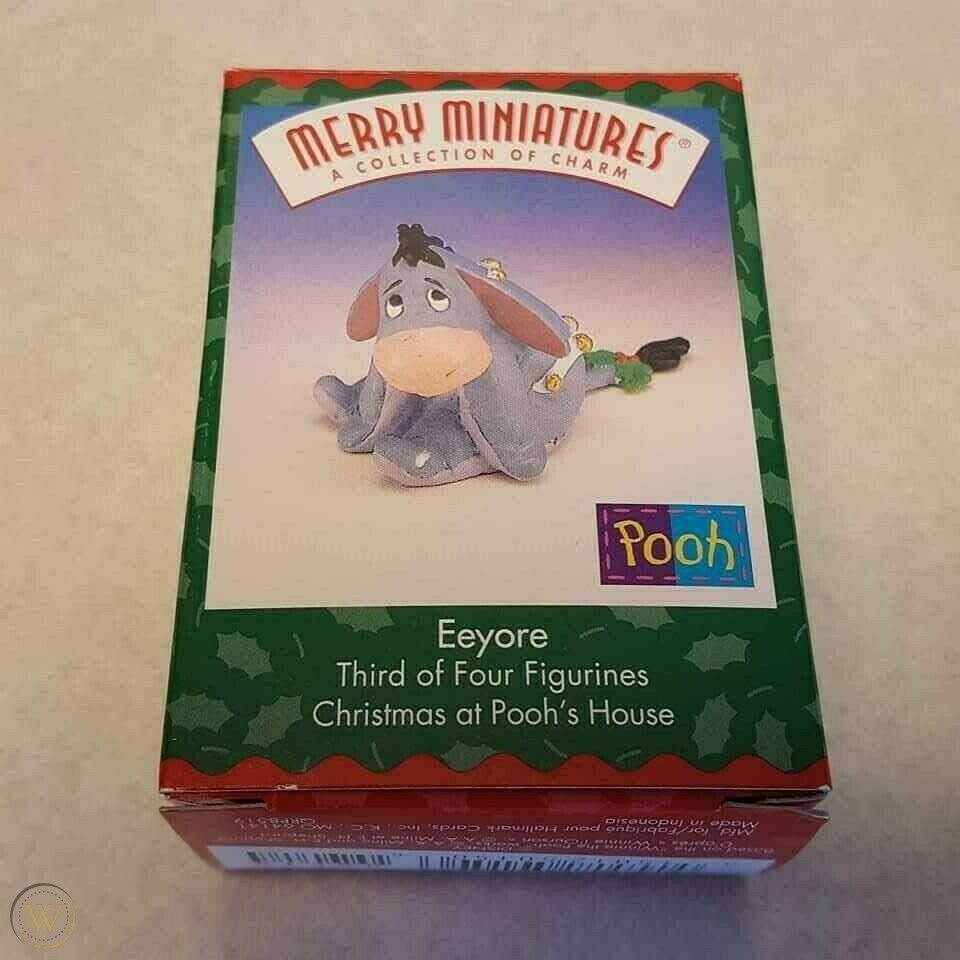 MERRY MINIATURES®
A COLLECTION OF CHARM
Pooh
Eeyore
Third of Four Figurines
Christmas at Pooh's House
Made in Indonesia
Mfd. for/Fabriqué pour Hallmark Cards, Inc., K.C., MO 64141
W